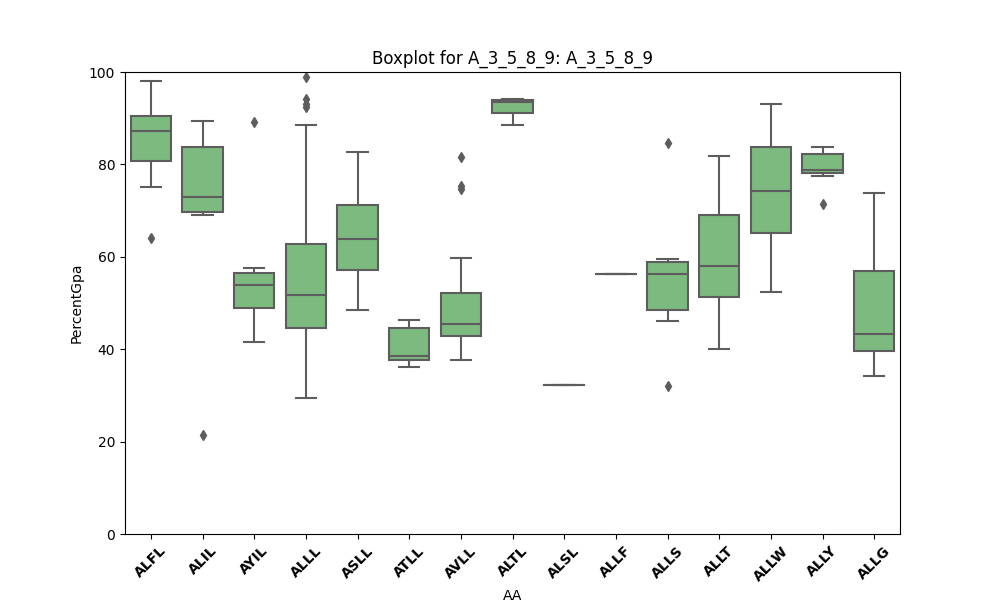 Boxplot for A_3_5_8_9: A_3_5_8_9
PercentGpa
100
80
60
40
20
0
ALFL ALIL AYIL ALLL ASLL ATLL AVLL ALTL ALSL ALLF ALLS ALLT ALLW ALLY ALLG
AA